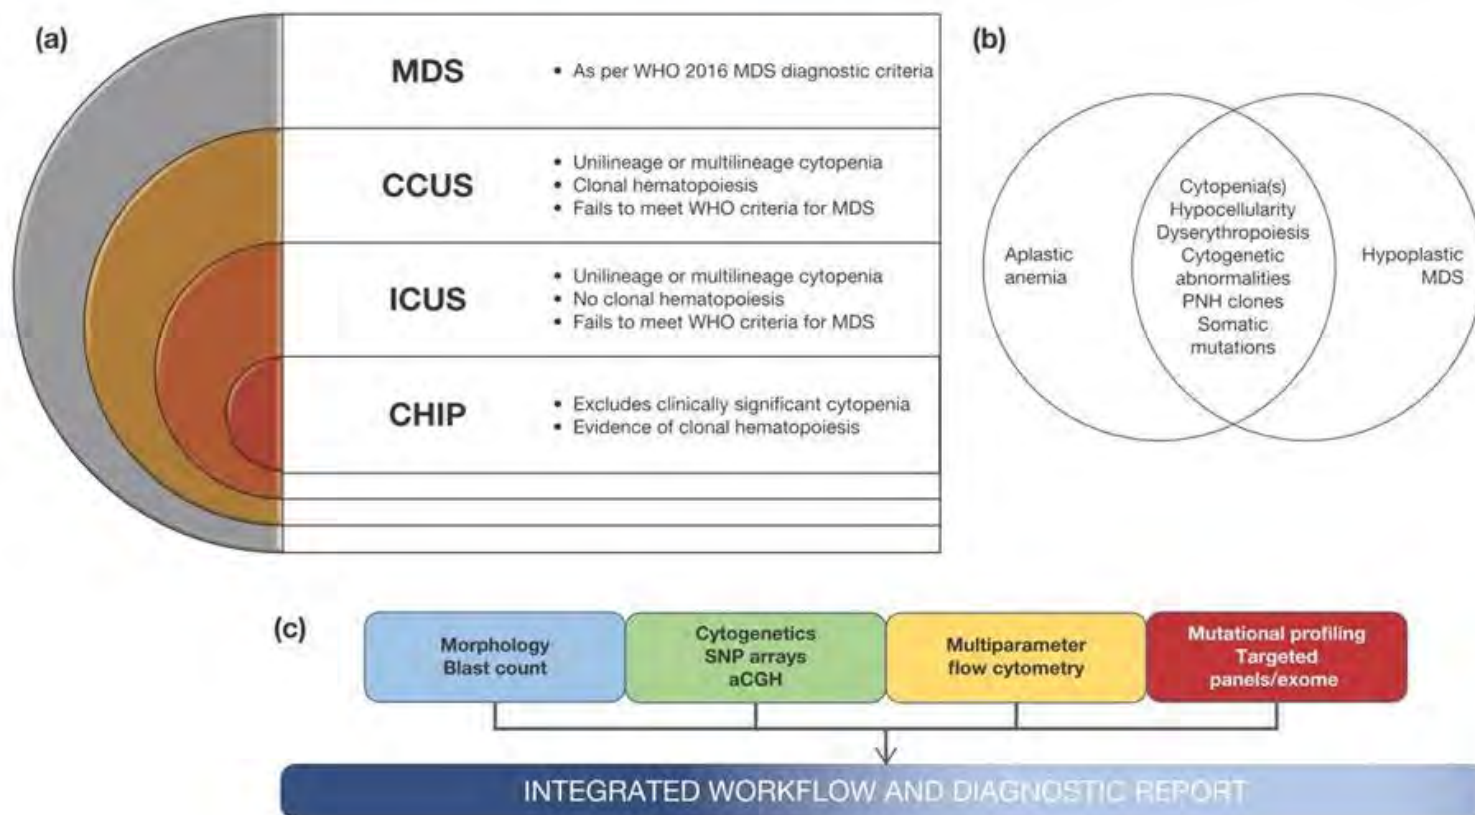 (a)
MDS
• As per WHO 2016 MDS diagnostic criteria
CCUS
• Unilineage or multilineage cytopenia
• Clonal hematopoiesis
• Fails to meet WHO criteria for MDS
ICUS
• Unilineage or multilineage cytopenia
• No clonal hematopoiesis
• Fails to meet WHO criteria for MDS
CHIP
• Excludes clinically significant cytopenia
• Evidence of clonal hematopoiesis
(b)
Aplastic
anemia
Cytopenia(s)
Hypocellularity
Dyserythropoiesis
Cytogenetic
abnormalities
PNH clones
Somatic
mutations
Hypoplastic
MDS
(c)
Morphology
Blast count
Cytogenetics
SNP arrays
aCGH
Multiparameter
flow cytometry
Mutational profiling
Targeted
panels/exome
INTEGRATED WORKFLOW AND DIAGNOSTIC REPORT